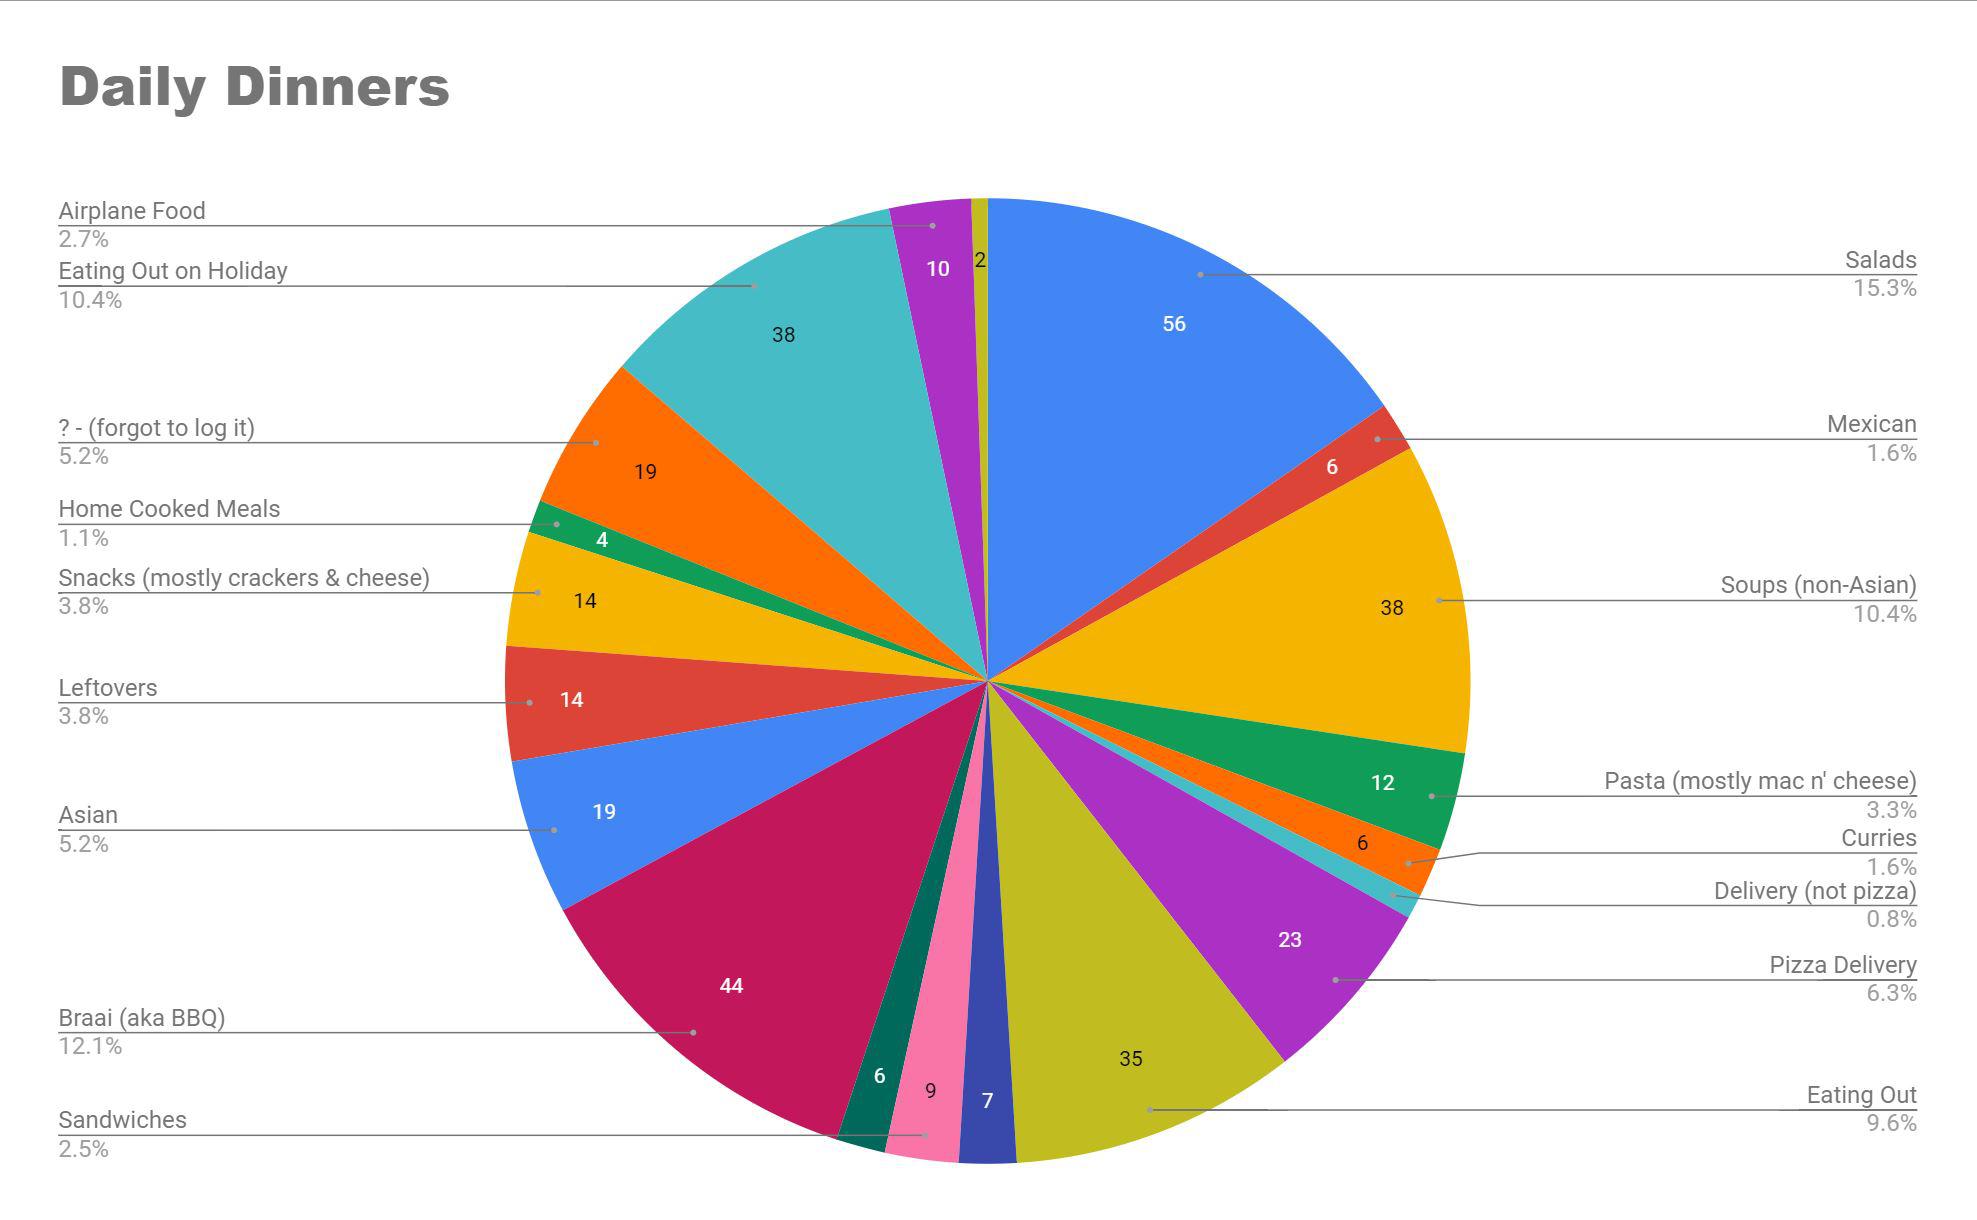 Daily Dinners
Airplane Food
2.7%
Eating Out on Holiday
10.4%
? - (forgot to log it)
5.2%
Home Cooked Meals
1.1%
Snacks (mostly crackers & cheese)
3.8%
Leftovers
3.8%
Asian
5.2%
Braai (aka BBQ)
12.1%
Sandwiches
2.5%
10
2
56
38
6
19
4
14
38
14
12
19
6
23
44
35
6
9
7
Salads
15.3%
Mexican
1.6%
Soups (non-Asian)
10.4%
Pasta (mostly mac n' cheese)
3.3%
Curries
1.6%
Delivery (not pizza)
0.8%
Pizza Delivery
6.3%
Eating Out
9.6%